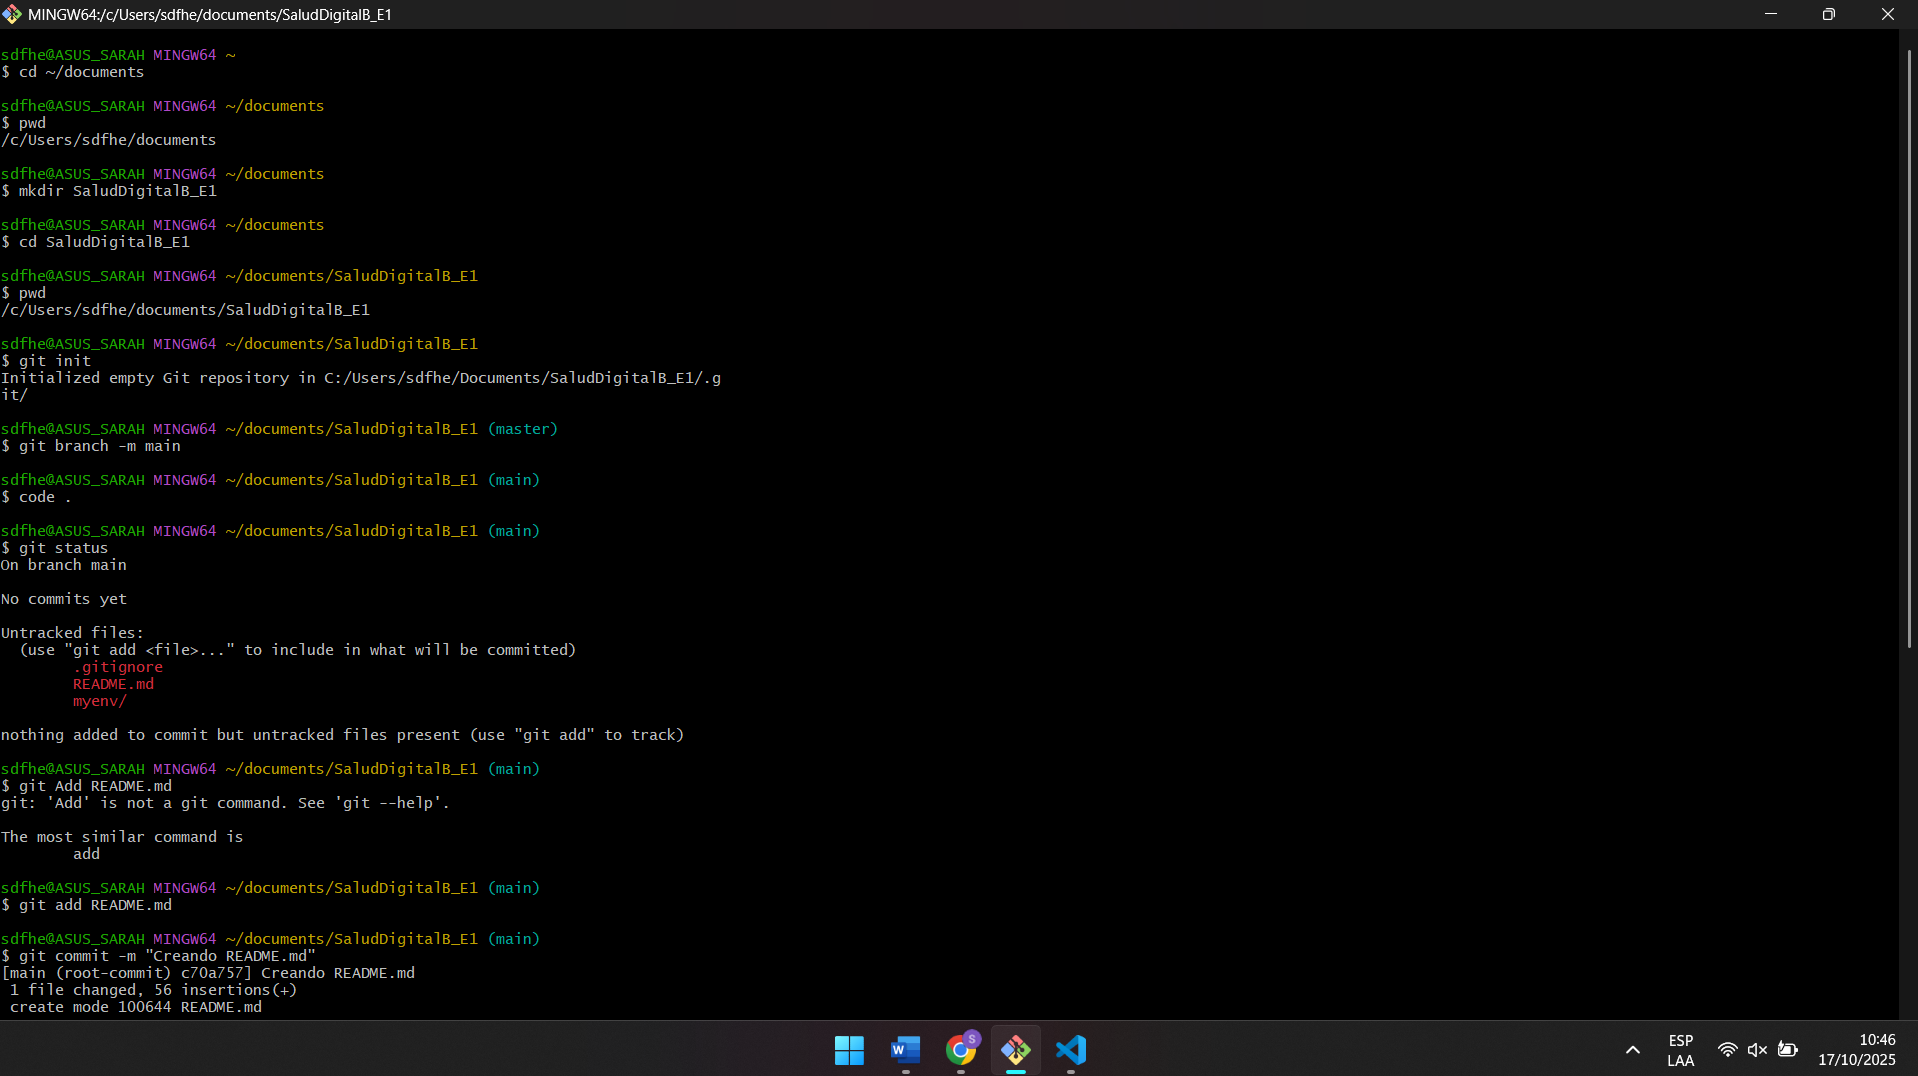 MINGW64:/c/Users/sdfhe/documents/SaludDigitalB_E1
sdfhe@ASUS_SARAH MINGW64 ~
$ cd ~/documents
sdfhe@ASUS_SARAH MINGW64 ~/documents
$ pwd
/c/Users/sdfhe/documents
sdfhe@ASUS_SARAH MINGW64 ~/documents
$ mkdir SaludDigitalB_E1
sdfhe@ASUS_SARAH MINGW64 ~/documents
$ cd SaludDigitalB_E1
sdfhe@ASUS_SARAH MINGW64 ~/documents/SaludDigitalB_E1
$ pwd
/c/Users/sdfhe/documents/SaludDigitalB_E1
sdfhe@ASUS_SARAH MINGW64 ~/documents/SaludDigitalB_E1
$ git init
Initialized empty Git repository in C:/Users/sdfhe/Documents/SaludDigitalB_E1/.g
it/
sdfhe@ASUS_SARAH MINGW64 ~/documents/SaludDigitalB_E1 (master)
$ git branch -m main
sdfhe@ASUS_SARAH MINGW64 ~/documents/SaludDigitalB_E1 (main)
$ code .
sdfhe@ASUS_SARAH MINGW64 ~/documents/SaludDigitalB_E1 (main)
$ git status
On branch main
No commits yet
Untracked files:
  (use "git add <file>..." to include in what will be committed)
        .gitignore
        README.md
        myenv/
nothing added to commit but untracked files present (use "git add" to track)
sdfhe@ASUS_SARAH MINGW64 ~/documents/SaludDigitalB_E1 (main)
$ git Add README.md
git: 'Add' is not a git command. See 'git --help'.
The most similar command is
        add
sdfhe@ASUS_SARAH MINGW64 ~/documents/SaludDigitalB_E1 (main)
$ git add README.md
sdfhe@ASUS_SARAH MINGW64 ~/documents/SaludDigitalB_E1 (main)
$ git commit -m "Creando README.md"
[main (root-commit) c70a757] Creando README.md
 1 file changed, 56 insertions(+)
 create mode 100644 README.md
W
S
ESP
LAA
10:46
17/10/2025